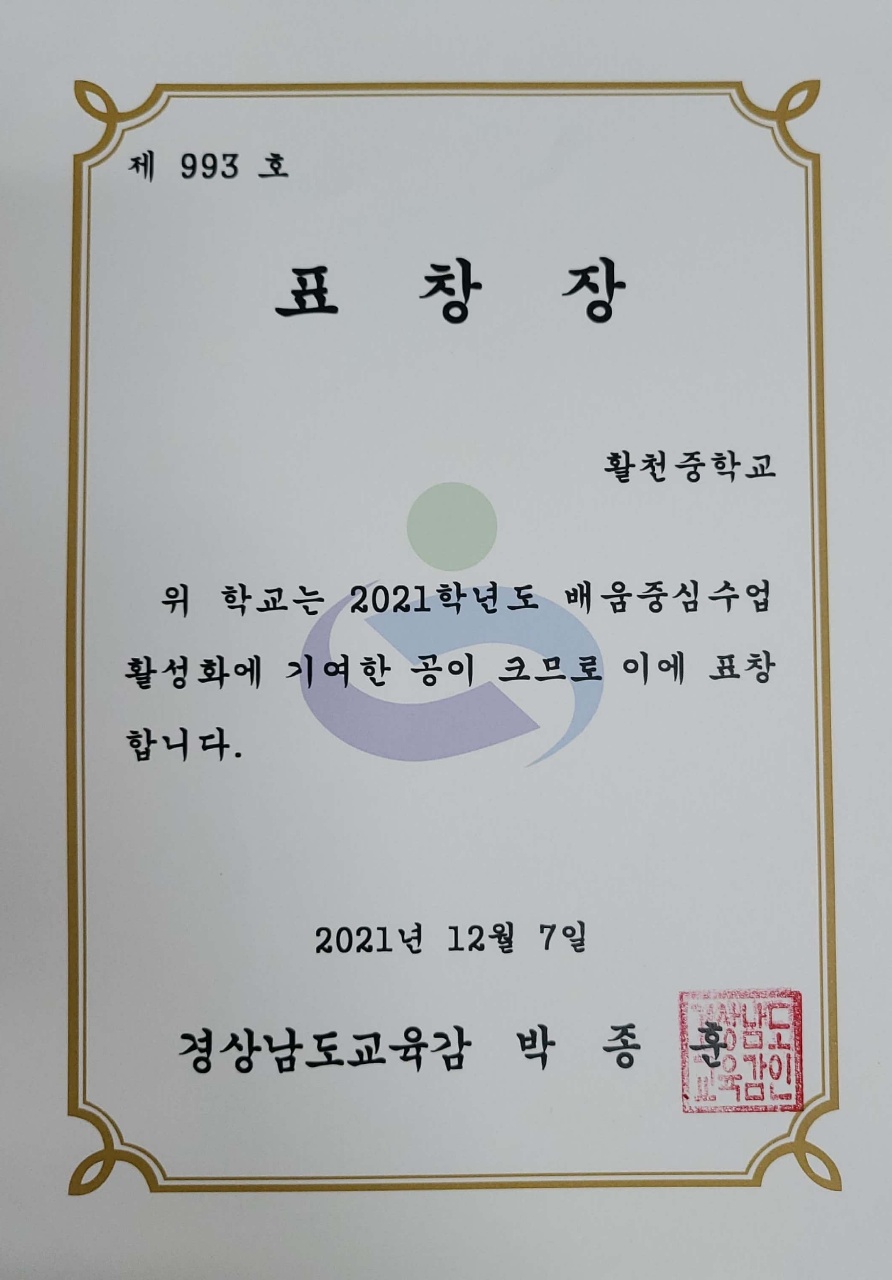 제 993 호
표 창 장
활천중학교
위 학교는 2021학년도 배움중심수업
활성화에 기여한 공이 크므로 이에 표창
합니다.
2021년 12월 7일
경상남도교육감 박 종 훈
경상남도
교육감인